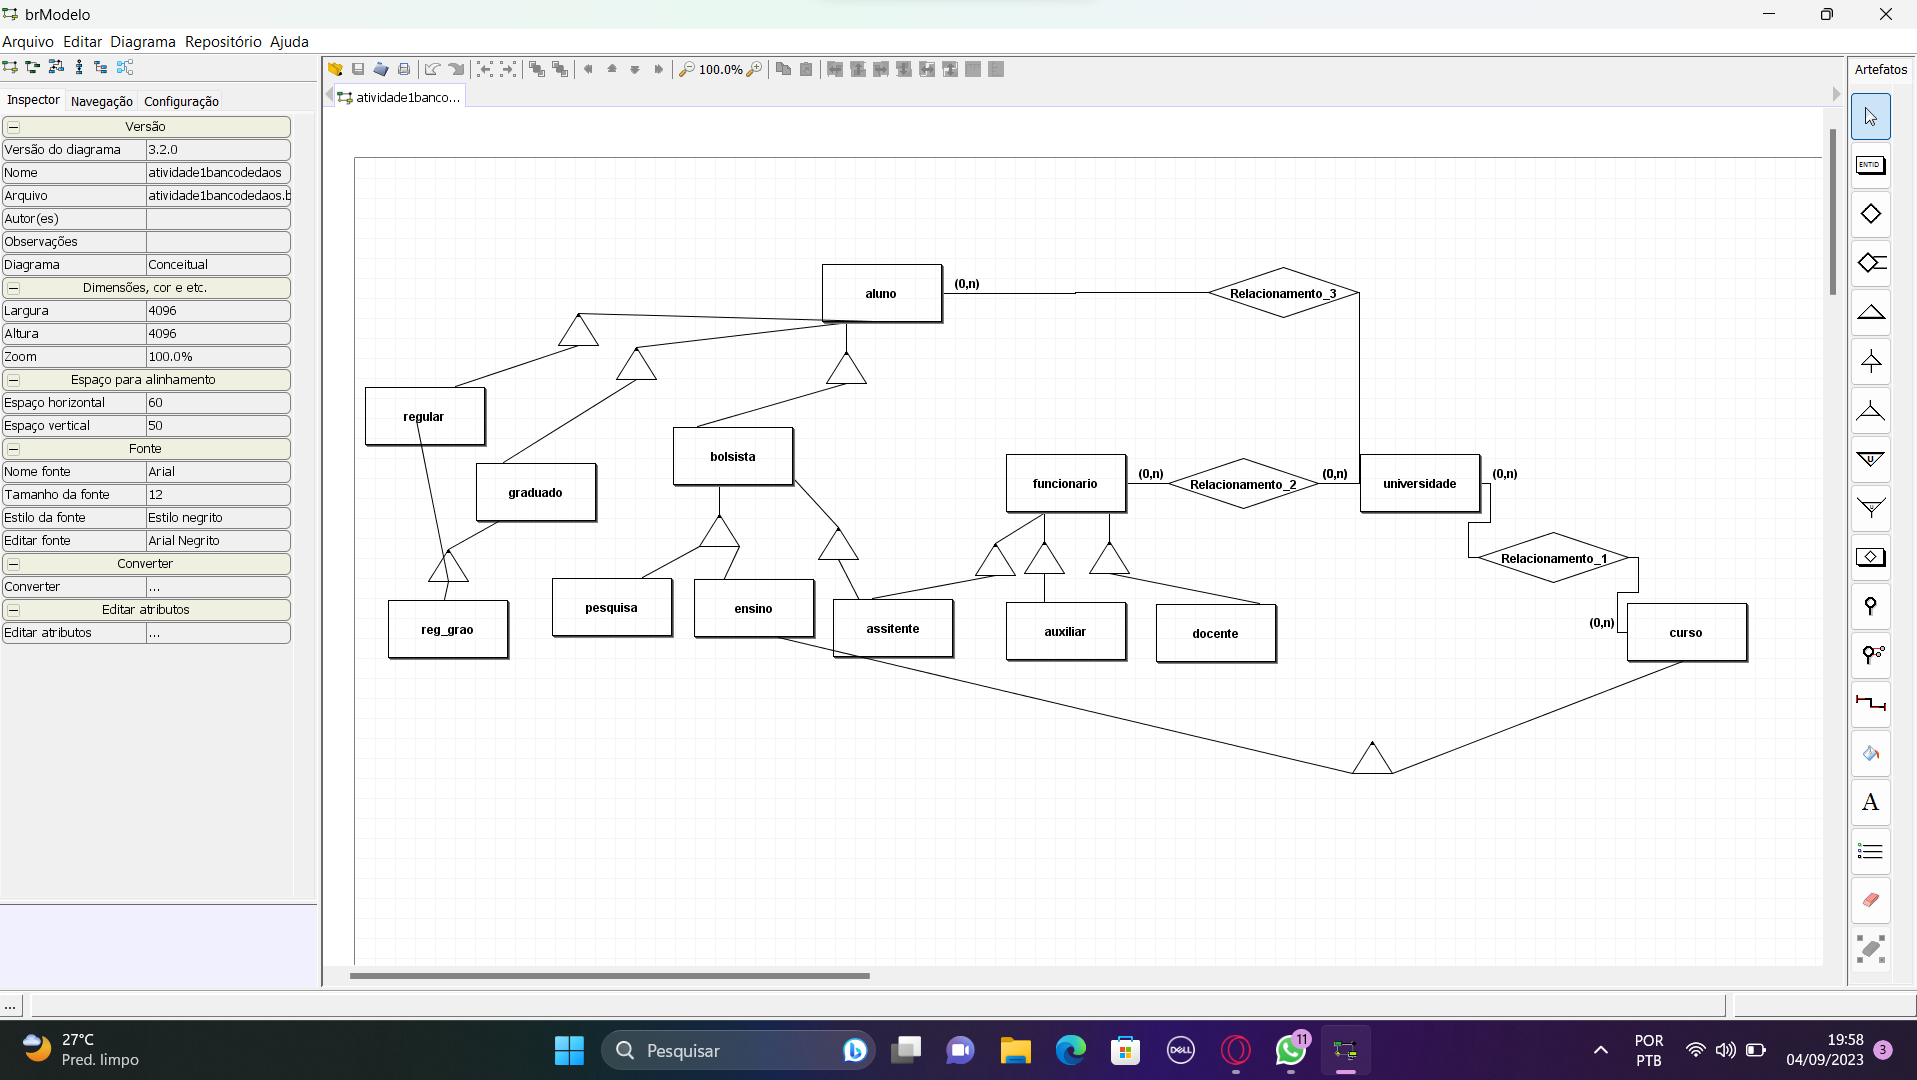 brModelo
Arquivo Editar Diagrama Repositório Ajuda
100.0%
Artefatos
Inspector Navegação Configuração
atividade1banco...
Versão
Versão do diagrama 3.2.0
Nome atividade1bancodedaos
Arquivo atividade1bancodedaos.b
Autor(es)
Observações
Diagrama Conceitual
Dimensões, cor e etc.
Largura 4096
Altura 4096
Zoom 100.0%
Espaço para alinhamento
Espaço horizontal 60
Espaço vertical 50
Fonte
Nome fonte Arial
Tamanho da fonte 12
Estilo da fonte Estilo negrito
Editar fonte Arial Negrito
Converter
Converter ...
Editar atributos
Editar atributos ...
aluno
(0,n)
Relacionamento_3
regular
bolsista
graduado
funcionario
(0,n)
Relacionamento_2
(0,n)
universidade
(0,n)
Relacionamento_1
pesquisa
ensino
assitente
auxiliar
docente
(0,n)
curso
reg_grao
ENTID
U
U
A
...
27°C
Pred. limpo
Pesquisar
DELL
11
POR
PTB
19:58
04/09/2023
3